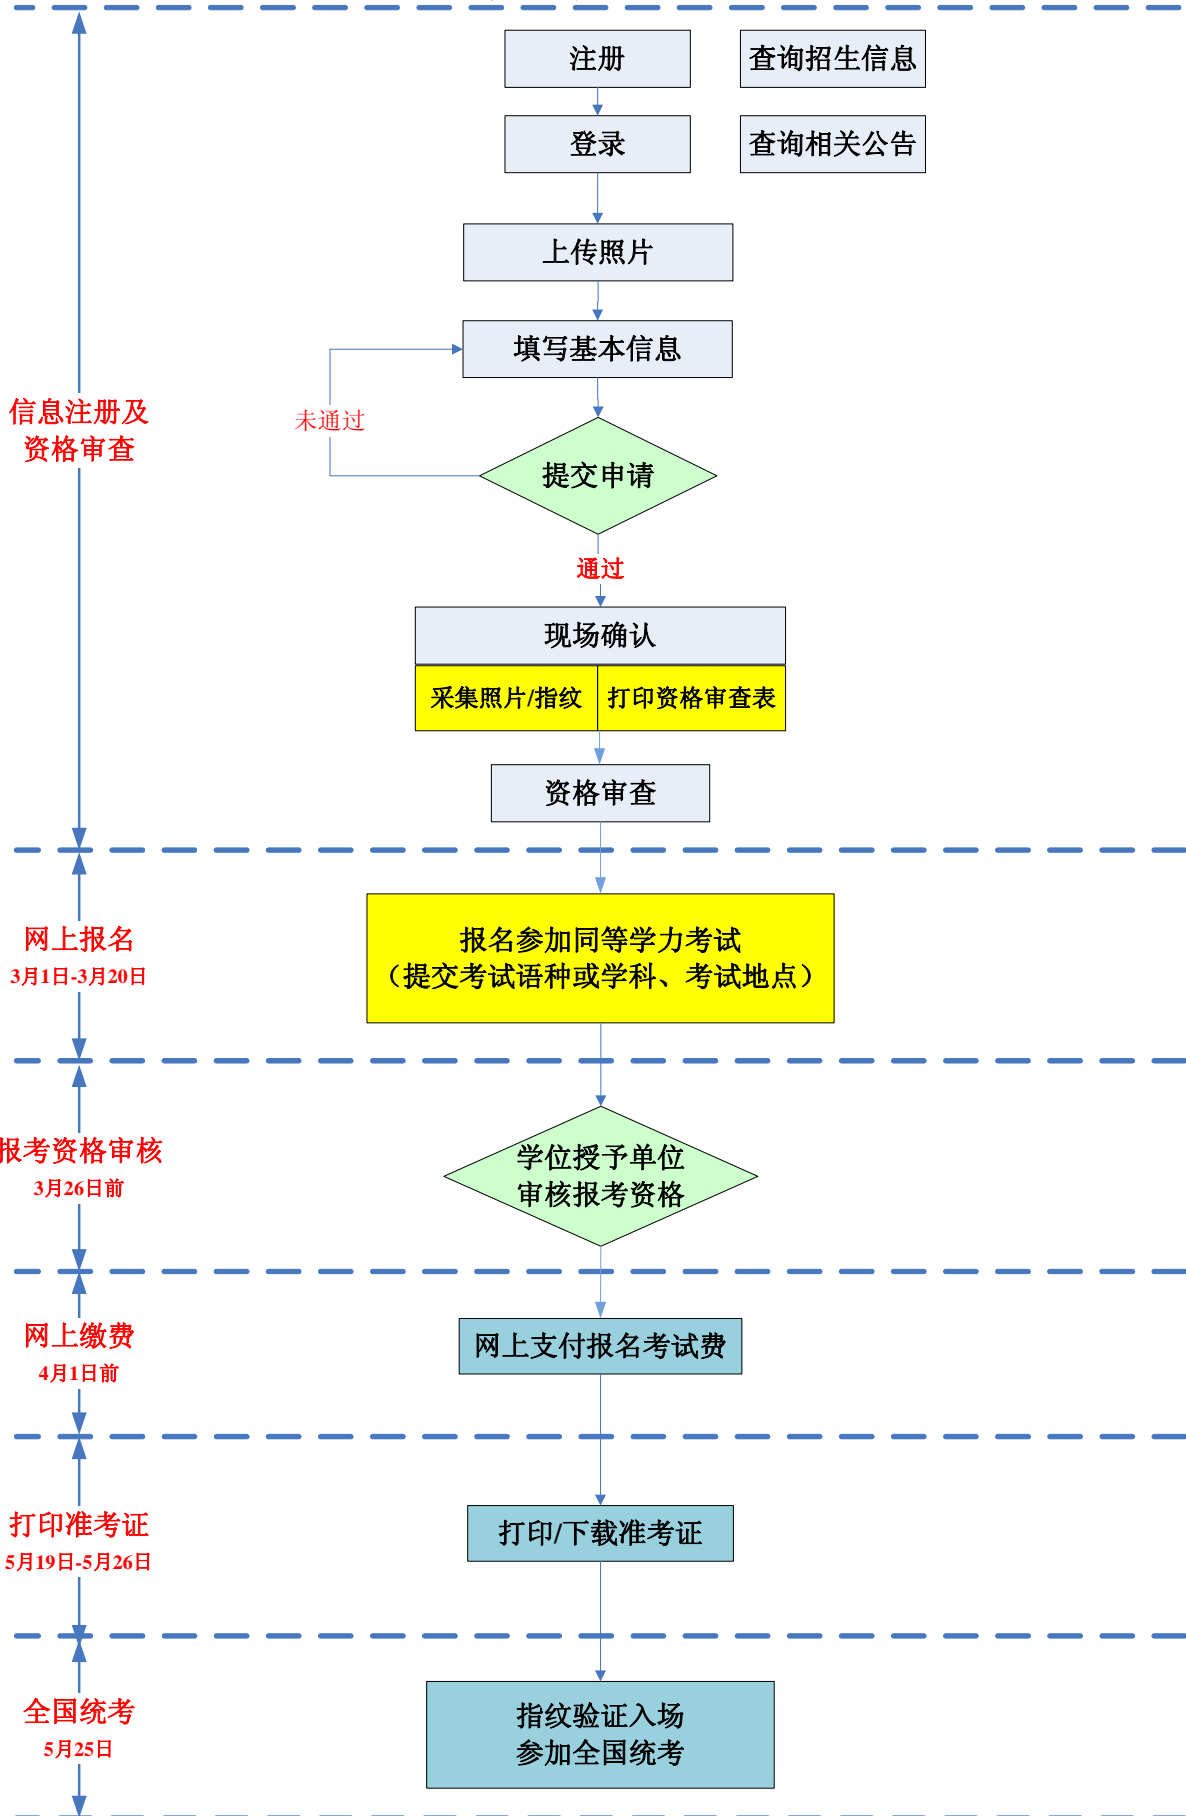 注册
查询招生信息
登录
查询相关公告
上传照片
填写基本信息
信息注册及
资格审查
未通过
提交申请
通过
现场确认
采集照片/指纹
打印资格审查表
资格审查
网上报名
3月1日-3月20日
报名参加同等学力考试
（提交考试语种或学科、考试地点）
报考资格审核
3月26日前
学位授予单位
审核报考资格
网上缴费
4月1日前
网上支付报名考试费
打印准考证
5月19日-5月26日
打印/下载准考证
全国统考
5月25日
指纹验证入场
参加全国统考